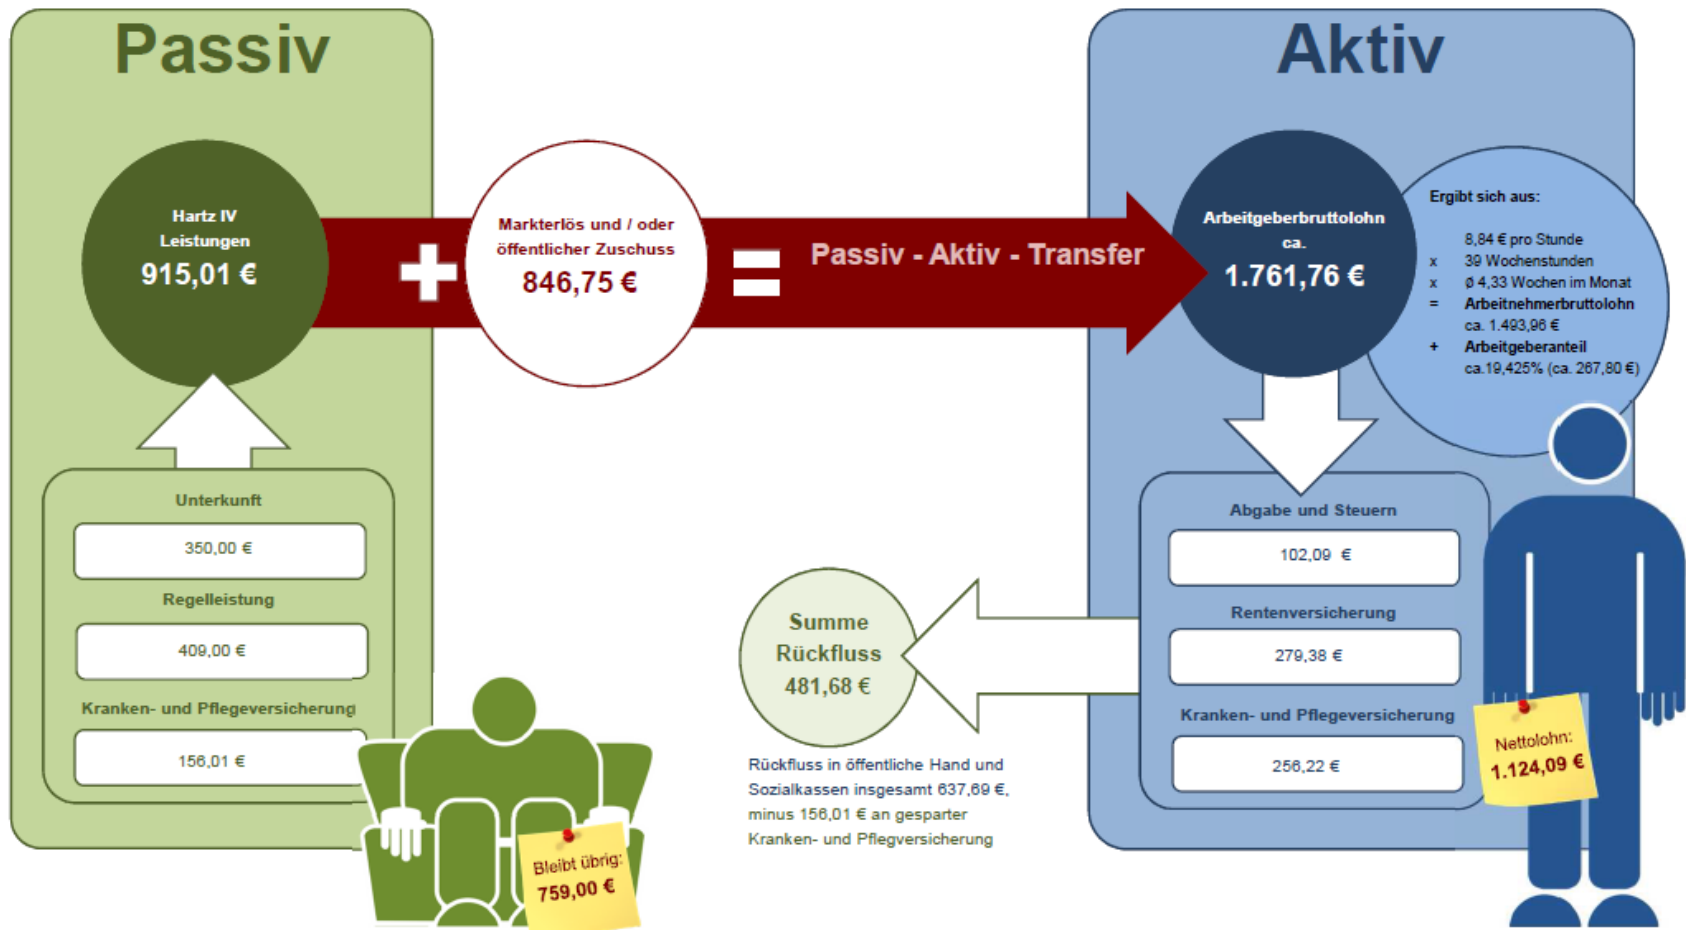 Passiv
Hartz IV
Leistungen
915,01 €
Unterkunft
350,00 €
Regelleistung
409,00 €
Kranken- und Pflegeversicherung
156,01 €
Bleibt übrig:
759,00 €
Markterlös und / oder
öffentlicher Zuschuss
846,75 €
Passiv - Aktiv - Transfer
Aktiv
Arbeitgeberbruttolohn
ca.
1.761,76 €
Ergibt sich aus:
8,84 € pro Stunde
x 39 Wochenstunden
x ø 4,33 Wochen im Monat
= Arbeitnehmerbruttolohn
ca. 1.493,96 €
+ Arbeitgeberanteil
ca.19,425% (ca. 267,80 €)
Abgabe und Steuern
102,09 €
Rentenversicherung
279,38 €
Kranken- und Pflegeversicherung
256,22 €
Nettolohn:
1.124,09 €
Summe
Rückfluss
481,68 €
Rückfluss in öffentliche Hand und
Sozialkassen insgesamt 637,69 €,
minus 156,01 € an gesparter
Kranken- und Pflegversicherung